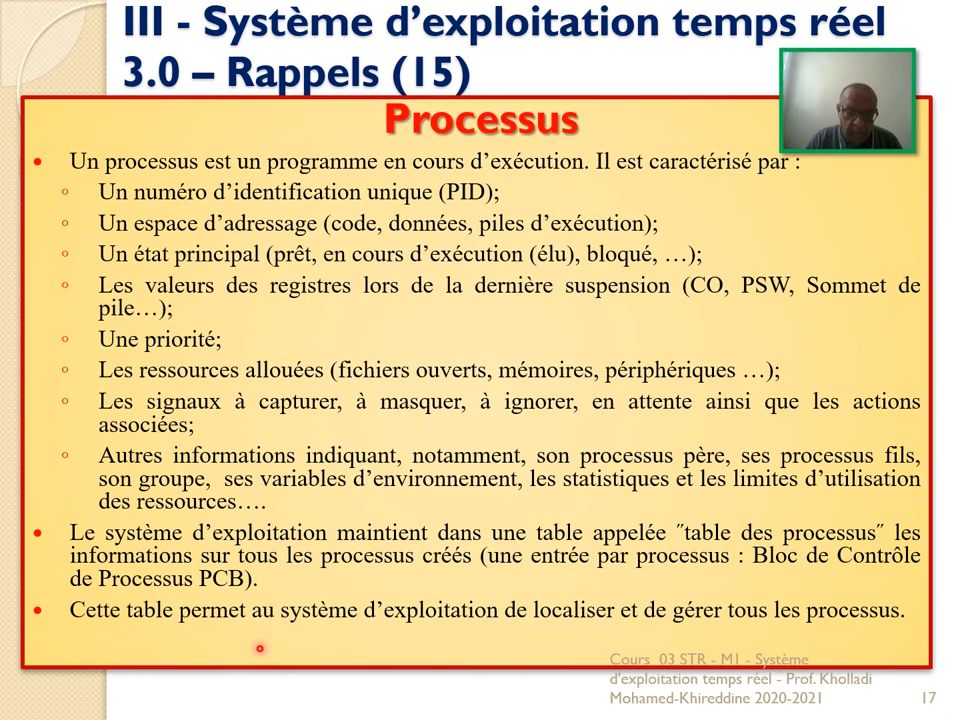 III - Système d'exploitation temps réel
3.0 – Rappels (15)
Processus
• Un processus est un programme en cours d'exécution. Il est caractérisé par :
◦ Un numéro d'identification unique (PID);
◦ Un espace d'adressage (code, données, piles d'exécution);
◦ Un état principal (prêt, en cours d'exécution (élu), bloqué, …);
◦ Les valeurs des registres lors de la dernière suspension (CO, PSW, Sommet de
pile…);
◦ Une priorité;
◦ Les ressources allouées (fichiers ouverts, mémoires, périphériques …);
◦ Les signaux à capturer, à masquer, à ignorer, en attente ainsi que les actions
associées;
◦ Autres informations indiquant, notamment, son processus père, ses processus fils,
son groupe, ses variables d'environnement, les statistiques et les limites d'utilisation
des ressources….
• Le système d'exploitation maintient dans une table appelée ˝table des processus˝ les
informations sur tous les processus créés (une entrée par processus : Bloc de Contrôle
de Processus PCB).
• Cette table permet au système d'exploitation de localiser et de gérer tous les processus.
Cours 03 STR - M1 - Système
d'exploitation temps réel - Prof. Kholladi
Mohamed-Khireddine 2020-2021
17